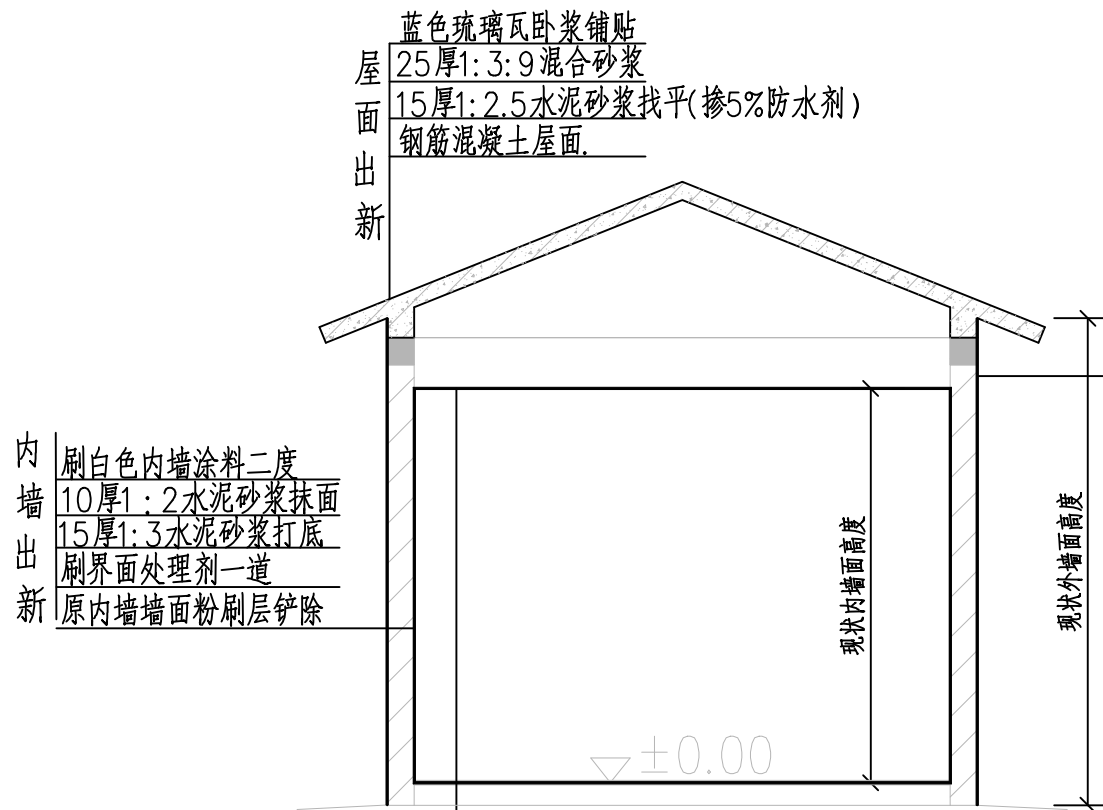 屋面出新
蓝色琉璃瓦卧浆铺贴
25厚1:3:9混合砂浆
15厚1:2.5水泥砂浆找平(掺5%防水剂)
钢筋混凝土屋面.
内墙出新
刷白色内墙涂料二度
10厚1:2水泥砂浆抹面
15厚1:3水泥砂浆打底
刷界面处理剂一道
原内墙墙面粉刷层铲除
现状内墙面高度
现状外墙面高度
±0.00